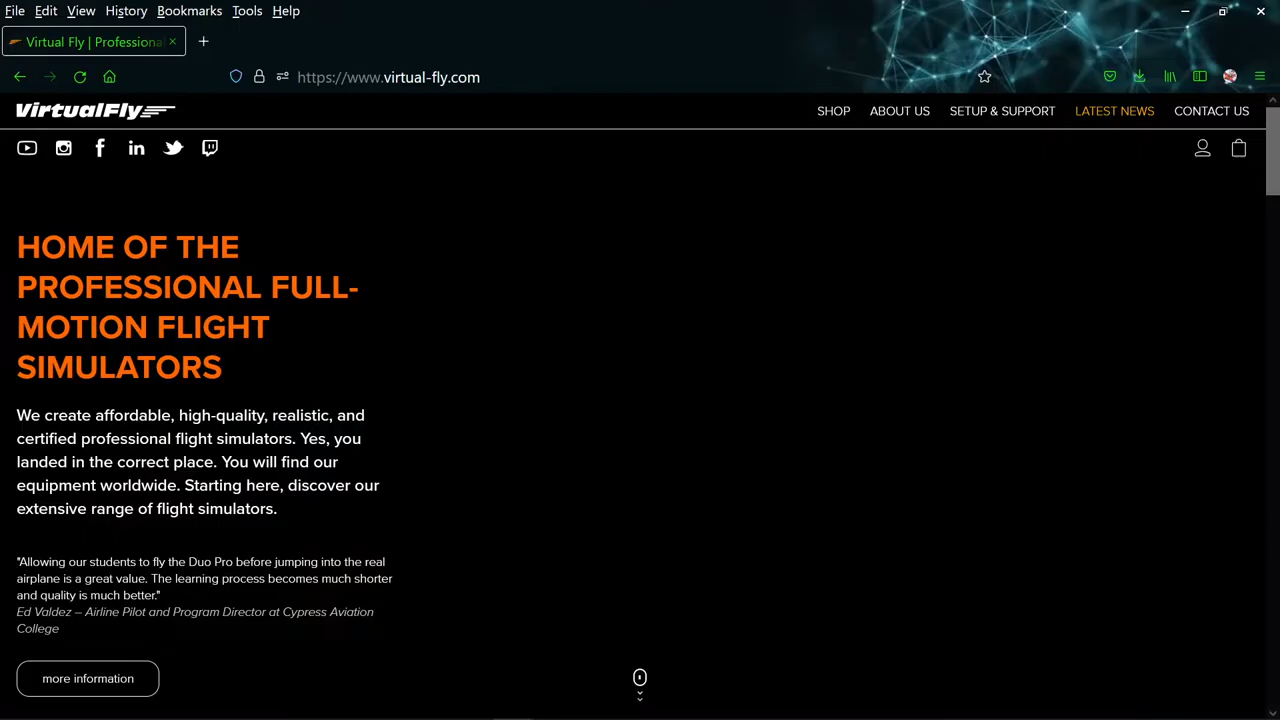 File Edit View History Bookmarks Tools Help
Virtual Fly | Professional
https://www.virtual-fly.com
VirtualFly
SHOP ABOUT US SETUP & SUPPORT LATEST NEWS CONTACT US
HOME OF THE
PROFESSIONAL FULL-
MOTION FLIGHT
SIMULATORS
We create affordable, high-quality, realistic, and
certified professional flight simulators. Yes, you
landed in the correct place. You will find our
equipment worldwide. Starting here, discover our
extensive range of flight simulators.
"Allowing our students to fly the Duo Pro before jumping into the real
airplane is a great value. The learning process becomes much shorter
and quality is much better."
Ed Valdez – Airline Pilot and Program Director at Cypress Aviation
College
more information